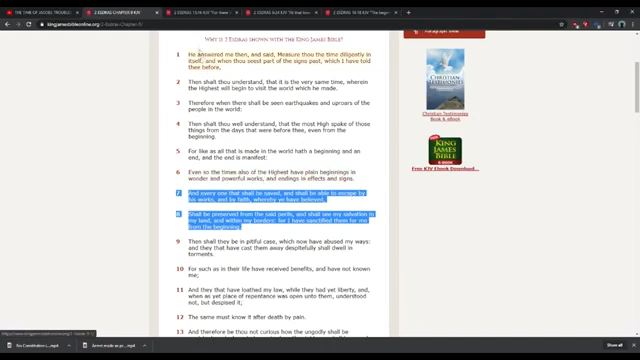 THE TIME OF JACOBS TROUBLE
2 ESDRAS CHAPTER 9 KJV
kingjamesbibleonline.org
WHY IS 2 ESDRAS SHOWN WITH THE KING JAMES BIBLE?
1 He answered me then, and said, Measure thou the time diligently in
itself: and when thou seest part of the signs past, which I have told
thee before,
2 Then shalt thou understand, that it is the very same time, wherein
the Highest will begin to visit the world which he made.
3 Therefore when there shall be seen earthquakes and uproars of the
people in the world:
4 Then shalt thou well understand, that the most High spake of those
things from the days that were before thee, even from the
beginning.
5 For like as all that is made in the world hath a beginning and an
end, and the end is manifest:
6 Even so the times also of the Highest have plain beginnings in
wonder and powerful works, and endings in effects and signs.
7 And every one that shall be saved, and shall be able to escape by
his works, and by faith, whereby ye have believed,
8 Shall be preserved from the said perils, and shall see my salvation in
my land, and within my borders: for I have sanctified them for me
from the beginning.
9 Then shall they be in pitiful case, which now have abused my ways:
and they that have cast them away despitefully shall dwell in
torments.
10 For such as in their life have received benefits, and have not known
me;
11 And they that have loathed my law, while they had yet liberty, and,
when as yet place of repentance was open unto them, understood
not, but despised it;
12 The same must know it after death by pain.
13 And therefore be thou not curious how the ungodly shall be
CHRISTIAN
TESTIMONIES
Christian Testimonies
Book & eBook
KING
JAMES
BIBLE
E-BOOK
Free KJV Ebook Download
Show all